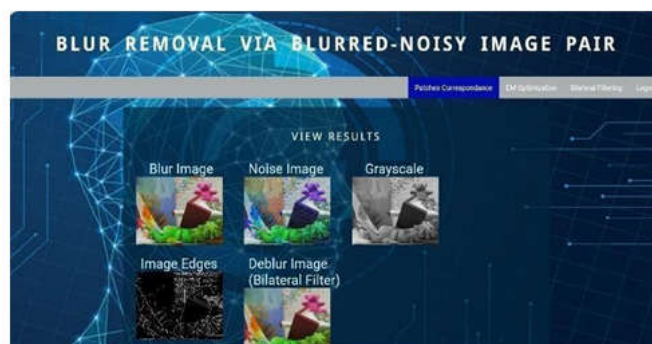 BLUR REMOVAL VIA BLURRED-NOISY IMAGE PAIR
Patches Correspondance EM Optimization Bilateral Filtering
VIEW RESULTS
Blur Image Noise Image Grayscale
Image Edges Deblur Image
(Bilateral Filter)